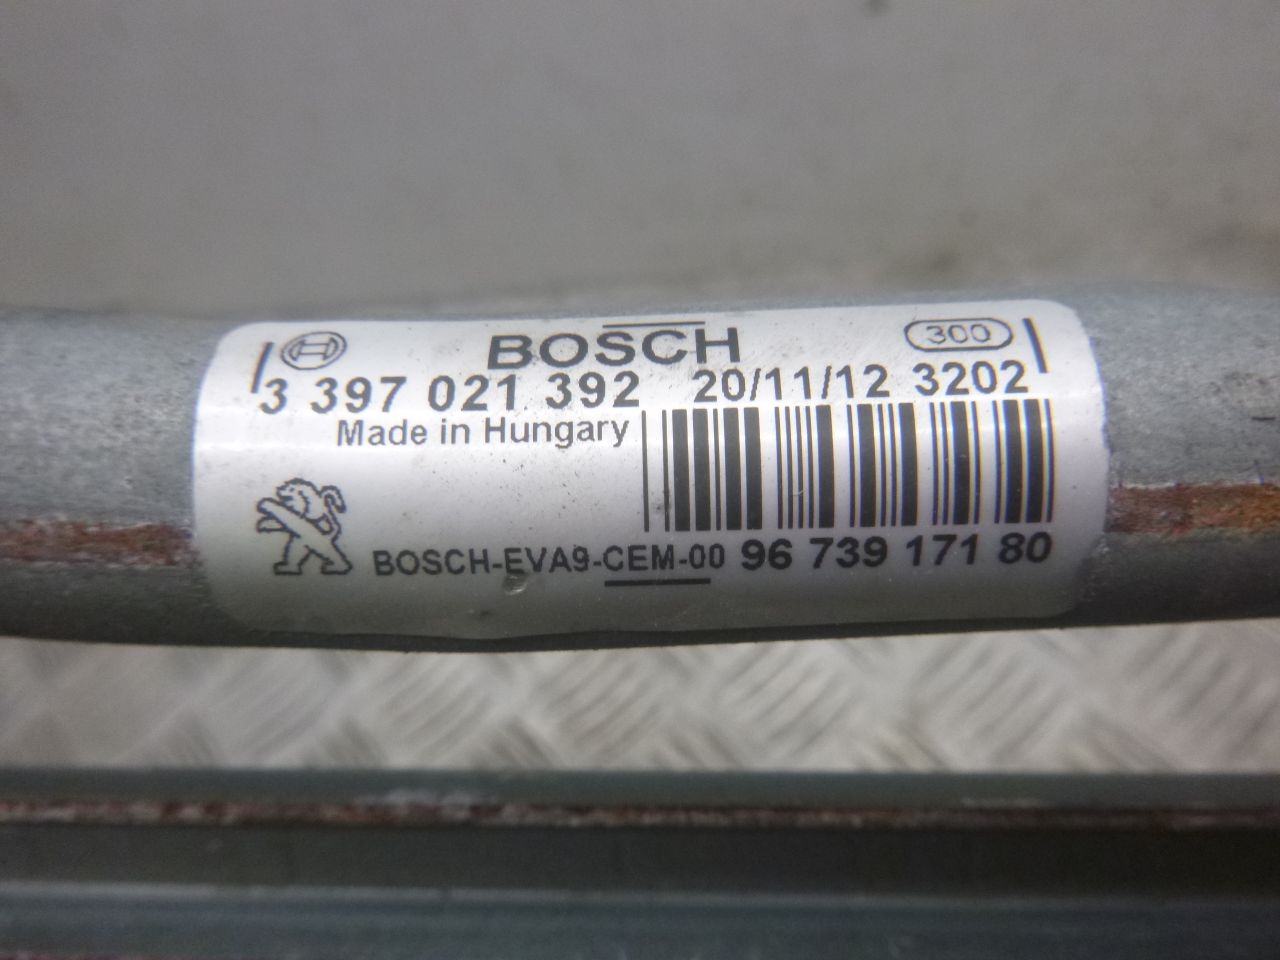 BOSCH 300
3 397 021 392 20/11/12 3202
Made in Hungary
BOSCH-EVA9-CEM-00 96 739 171 80